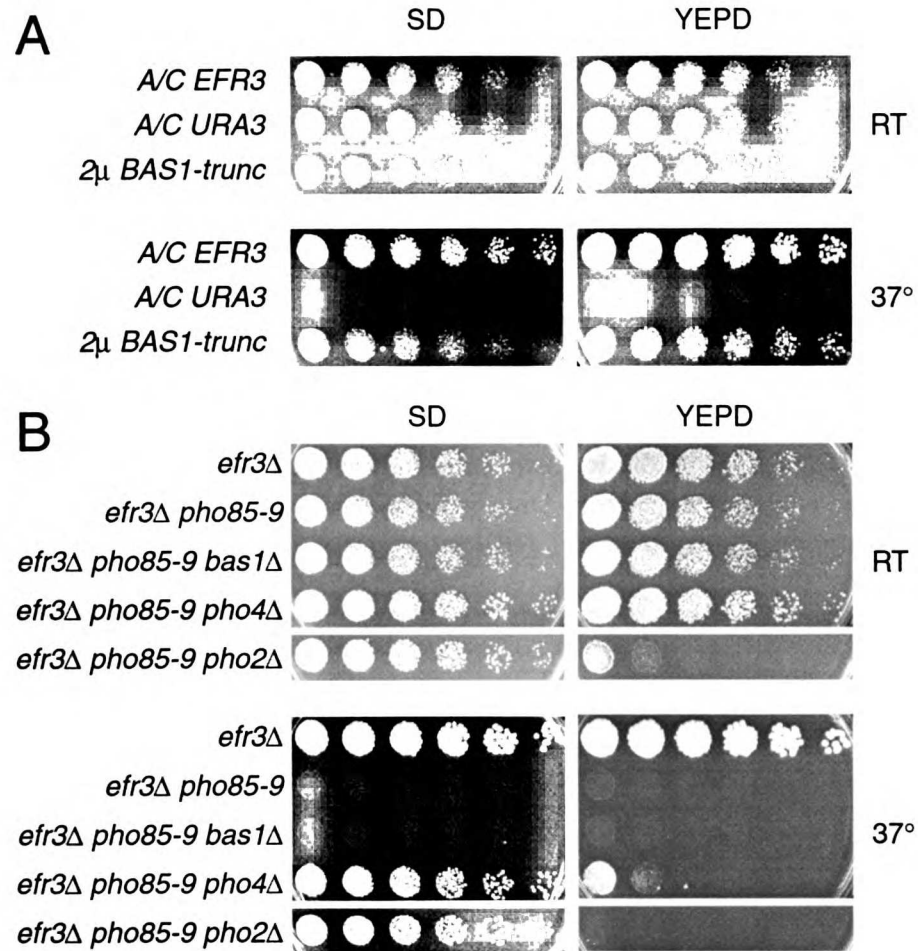 A
SD YEPD
A/C EFR3
A/C URA3
2μ BAS1-trunc
RT
A/C EFR3
A/C URA3
2μ BAS1-trunc
37°
B
SD YEPD
efr3Δ
efr3Δ pho85-9
efr3Δ pho85-9 bas1Δ
efr3Δ pho85-9 pho4Δ
efr3Δ pho85-9 pho2Δ
RT
efr3Δ
efr3Δ pho85-9
efr3Δ pho85-9 bas1Δ
efr3Δ pho85-9 pho4Δ
efr3Δ pho85-9 pho2Δ
37°